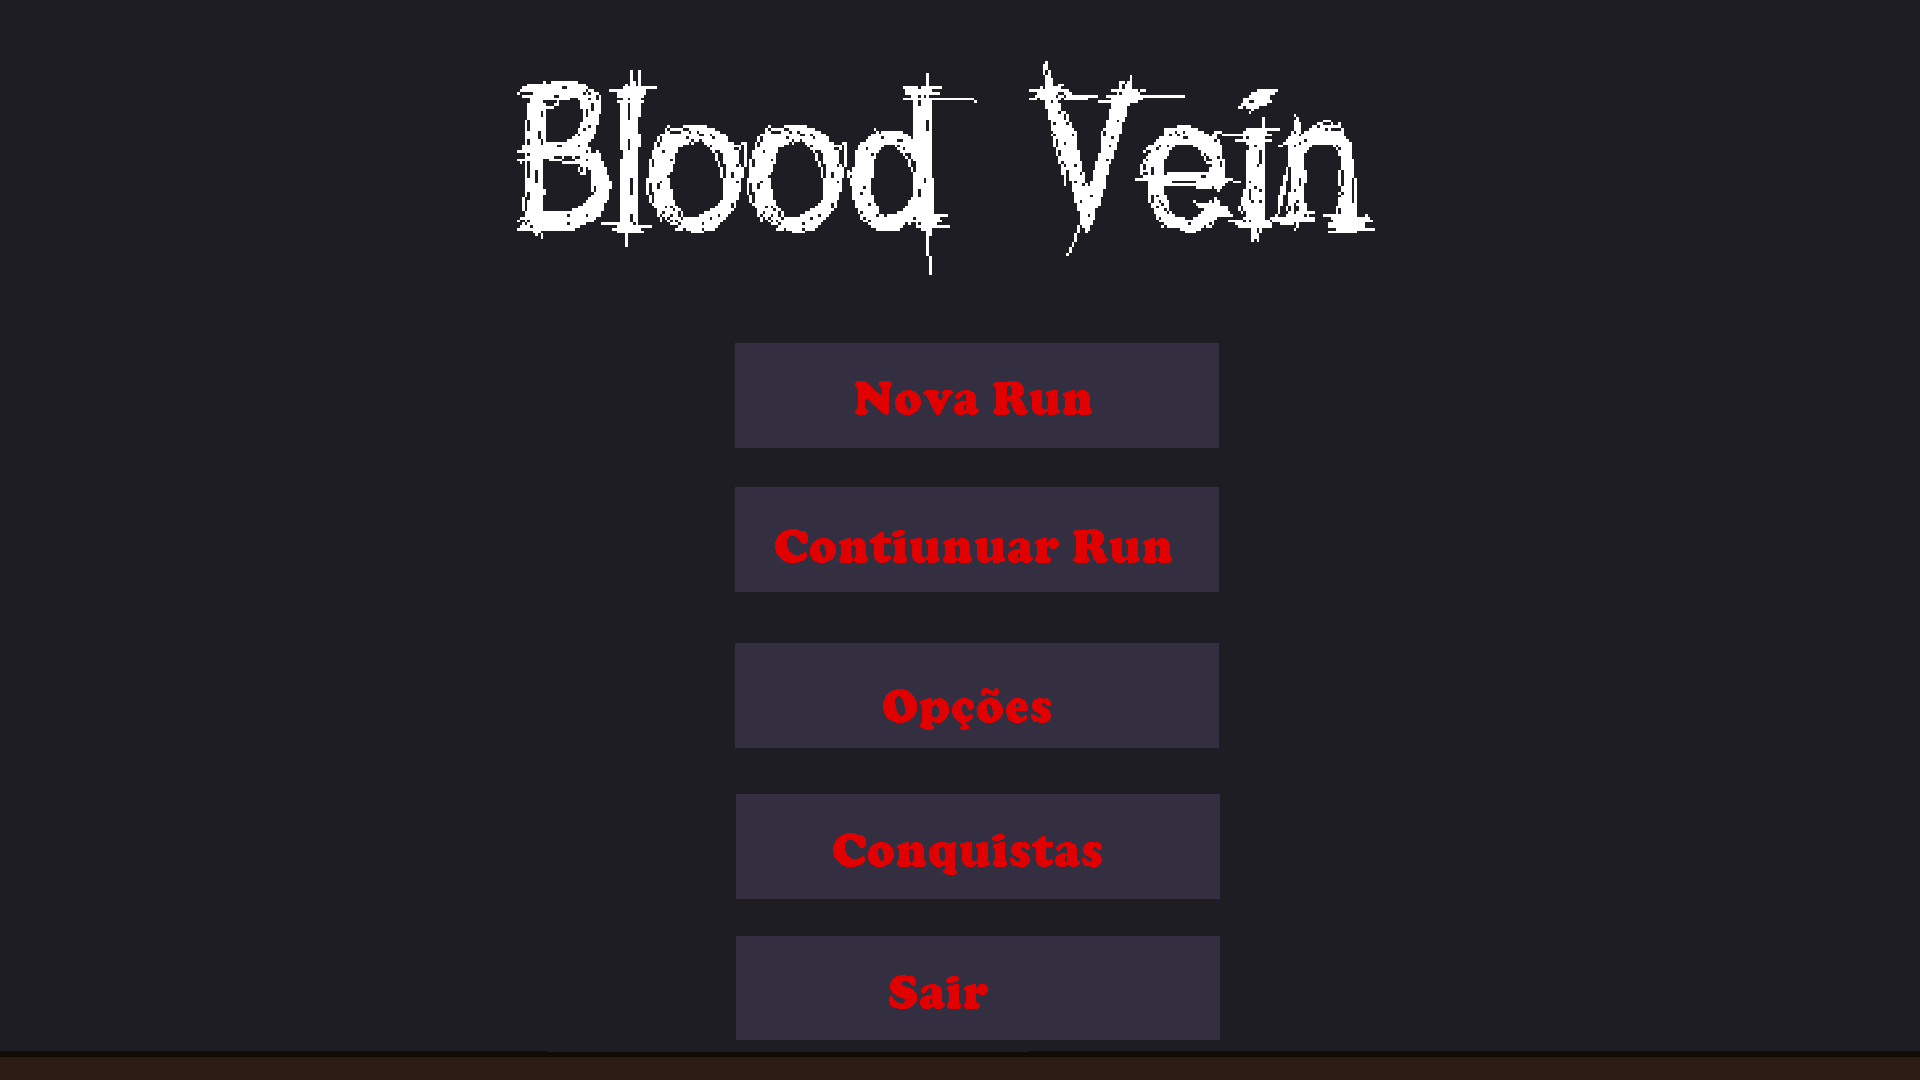 Blood Vein
Nova Run
Contiunuar Run
Opções
Conquistas
Sair